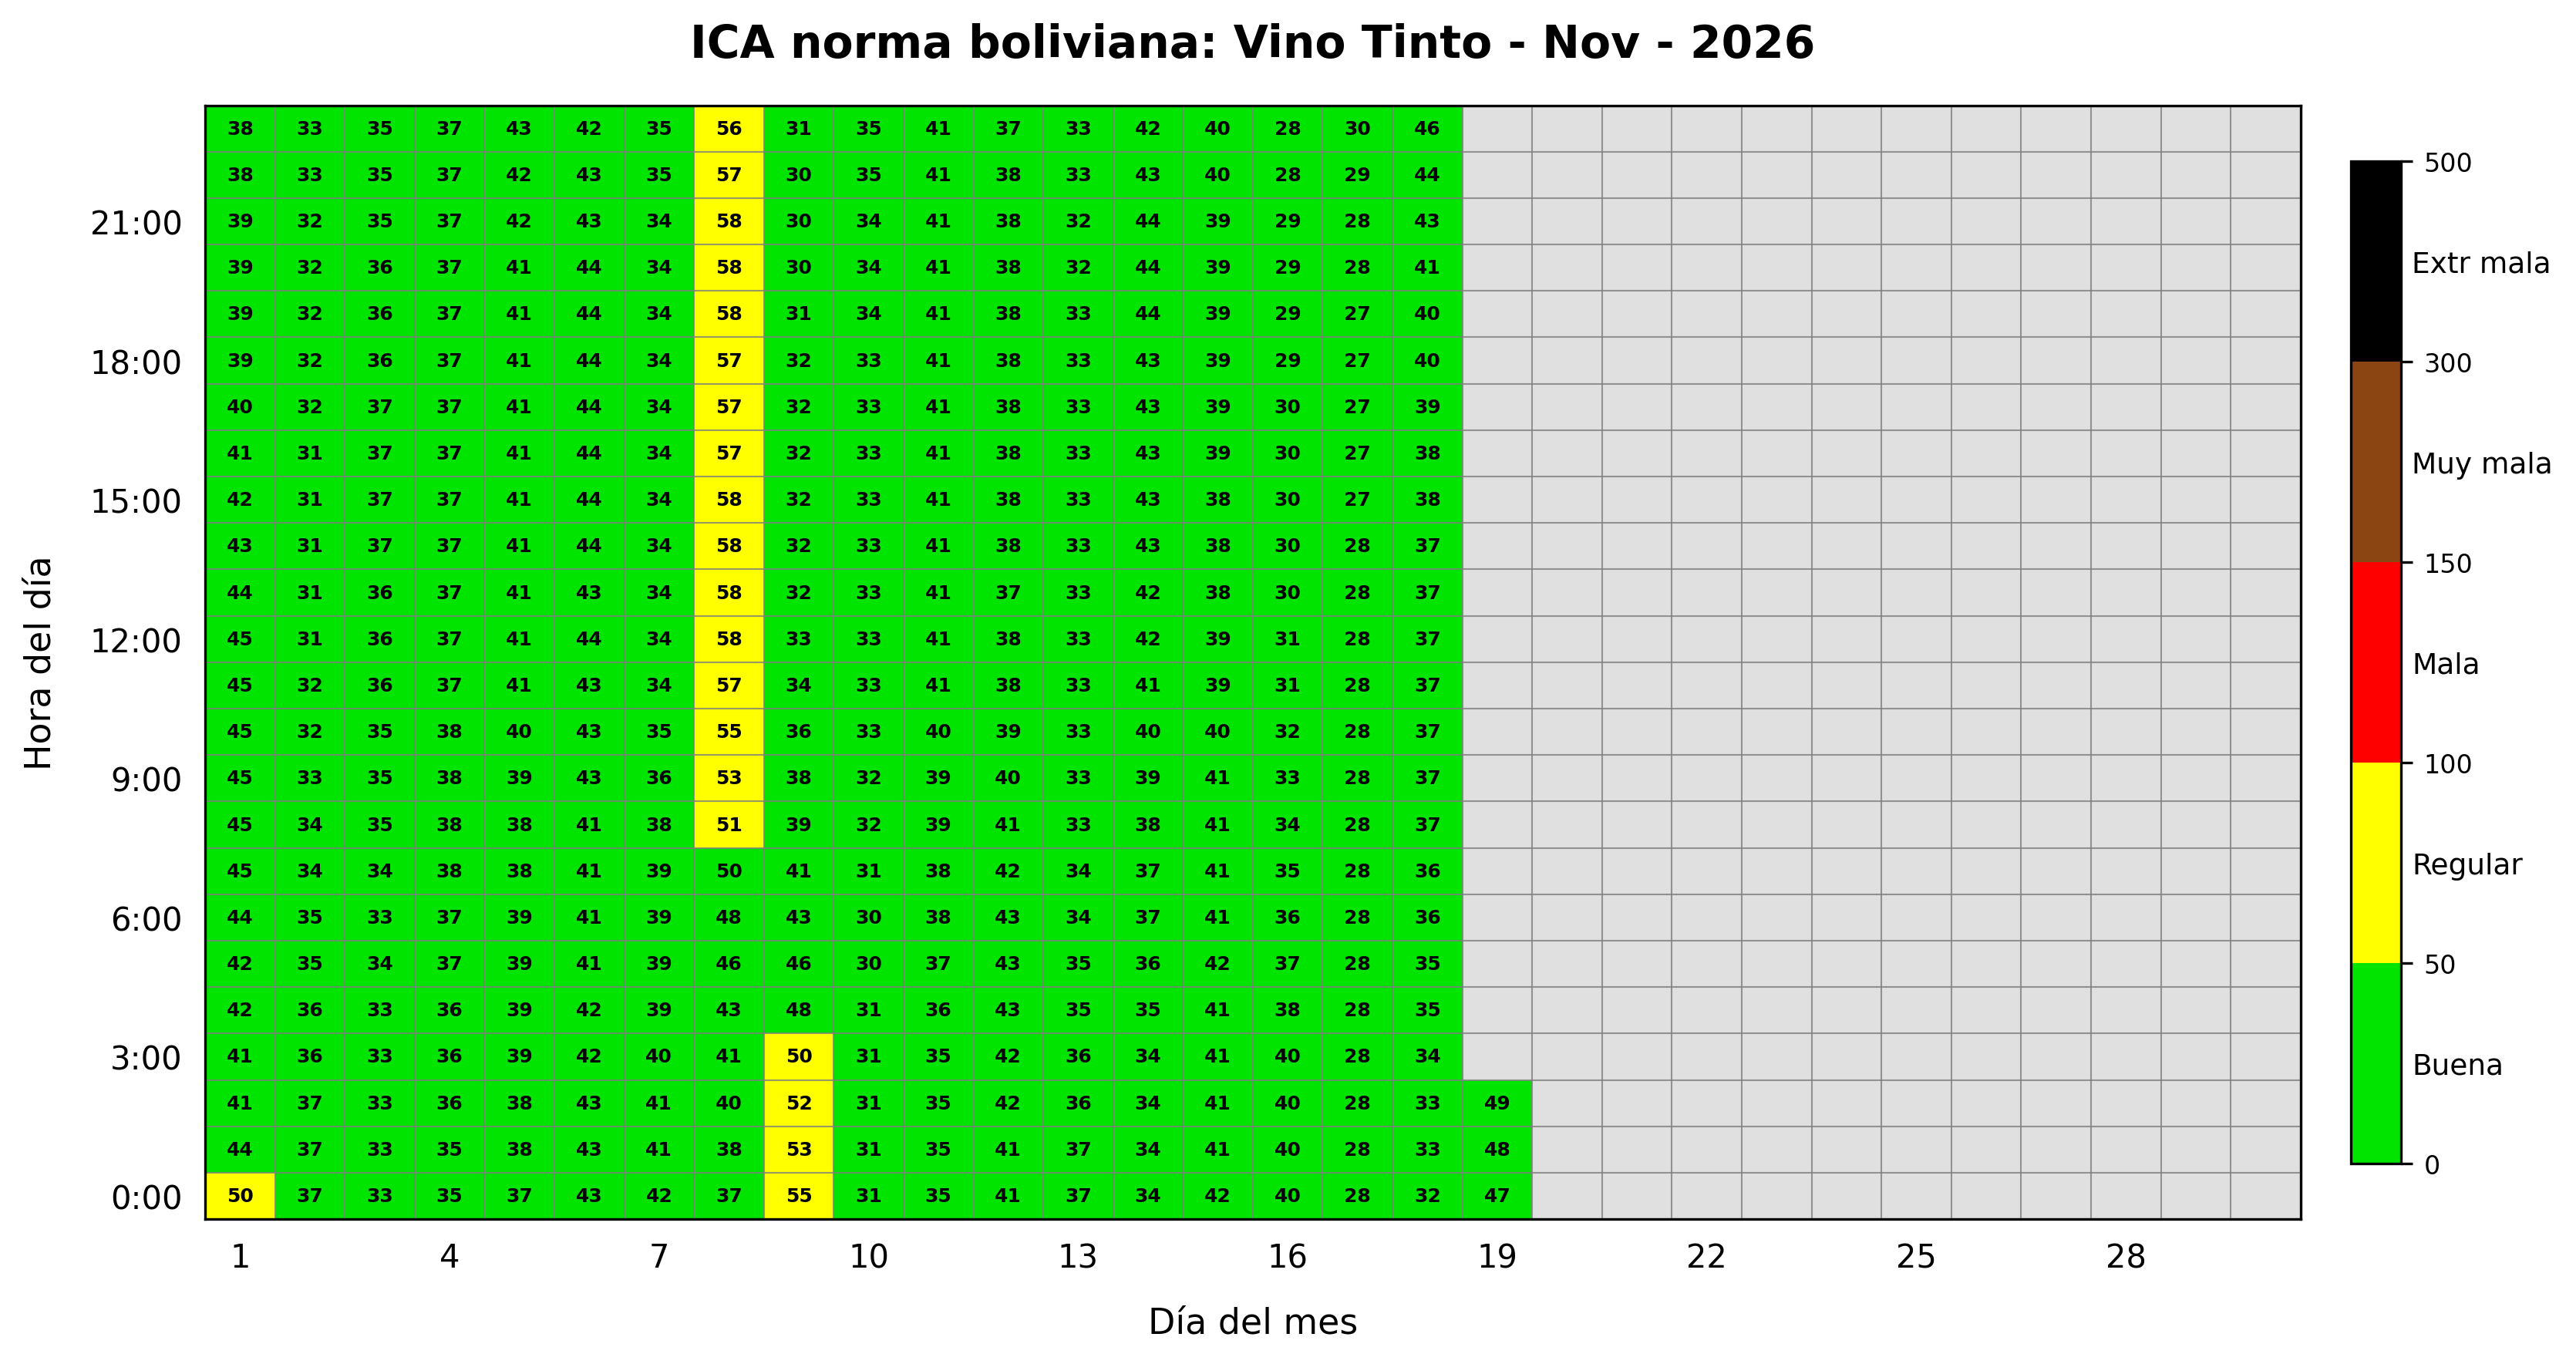 ICA norma boliviana: Vino Tinto - Nov - 2026
38 33 35 37 43 42 35 56 31 35 41 37 33 42 40 28 30 46
38 33 35 37 42 43 35 57 30 35 41 38 33 43 40 28 29 44
21:00 39 32 35 37 42 43 34 58 30 34 41 38 32 44 39 29 28 43
39 32 36 37 41 44 34 58 30 34 41 38 32 44 39 29 28 41
39 32 36 37 41 44 34 58 31 34 41 38 33 44 39 29 27 40
18:00 39 32 36 37 41 44 34 57 32 33 41 38 33 43 39 29 27 40
40 32 37 37 41 44 34 57 32 33 41 38 33 43 39 30 27 39
41 31 37 37 41 44 34 57 32 33 41 38 33 43 39 30 27 38
15:00 42 31 37 37 41 44 34 58 32 33 41 38 33 43 38 30 27 38
43 31 37 37 41 44 34 58 32 33 41 38 33 43 38 30 28 37
44 31 36 37 41 43 34 58 32 33 41 37 33 42 38 30 28 37
12:00 45 31 36 37 41 44 34 58 33 33 41 38 33 42 39 31 28 37
45 32 36 37 41 43 34 57 34 33 41 38 33 41 39 31 28 37
45 32 35 38 40 43 35 55 36 33 40 39 33 40 40 32 28 37
9:00 45 33 35 38 39 43 36 53 38 32 39 40 33 39 41 33 28 37
45 34 35 38 38 41 38 51 39 32 39 41 33 38 41 34 28 37
45 34 34 38 38 41 39 50 41 31 38 42 34 37 41 35 28 36
6:00 44 35 33 37 39 41 39 48 43 30 38 43 34 37 41 36 28 36
42 35 34 37 39 41 39 46 46 30 37 43 35 36 42 37 28 35
42 36 33 36 39 42 39 43 48 31 36 43 35 35 41 38 28 35
3:00 41 36 33 36 39 42 40 41 50 31 35 42 36 34 41 40 28 34
41 37 33 36 38 43 41 40 52 31 35 42 36 34 41 40 28 33 49
44 37 33 35 38 43 41 38 53 31 35 41 37 34 41 40 28 33 48
0:00 50 37 33 35 37 43 42 37 55 31 35 41 37 34 42 40 28 32 47
1 4 7 10 13 16 19 22 25 28
Día del mes
Hora del día
500
Extr mala
300
Muy mala
150
Mala
100
Regular
50
Buena
0